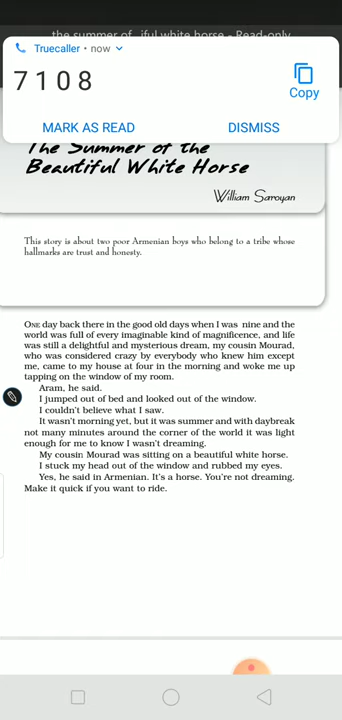 the summer of iful white horse - Read-only
Truecaller • now
7108
Copy
MARK AS READ
DISMISS
The Summer of the
Beautiful White Horse
William Saroyan
This story is about two poor Armenian boys who belong to a tribe whose
hallmarks are trust and honesty.
ONE day back there in the good old days when I was nine and the
world was full of every imaginable kind of magnificence, and life
was still a delightful and mysterious dream, my cousin Mourad,
who was considered crazy by everybody who knew him except
me, came to my house at four in the morning and woke me up
tapping on the window of my room.
Aram, he said.
I jumped out of bed and looked out of the window.
I couldn't believe what I saw.
It wasn't morning yet, but it was summer and with daybreak
not many minutes around the corner of the world it was light
enough for me to know I wasn't dreaming.
My cousin Mourad was sitting on a beautiful white horse.
I stuck my head out of the window and rubbed my eyes.
Yes, he said in Armenian. It's a horse. You're not dreaming.
Make it quick if you want to ride.